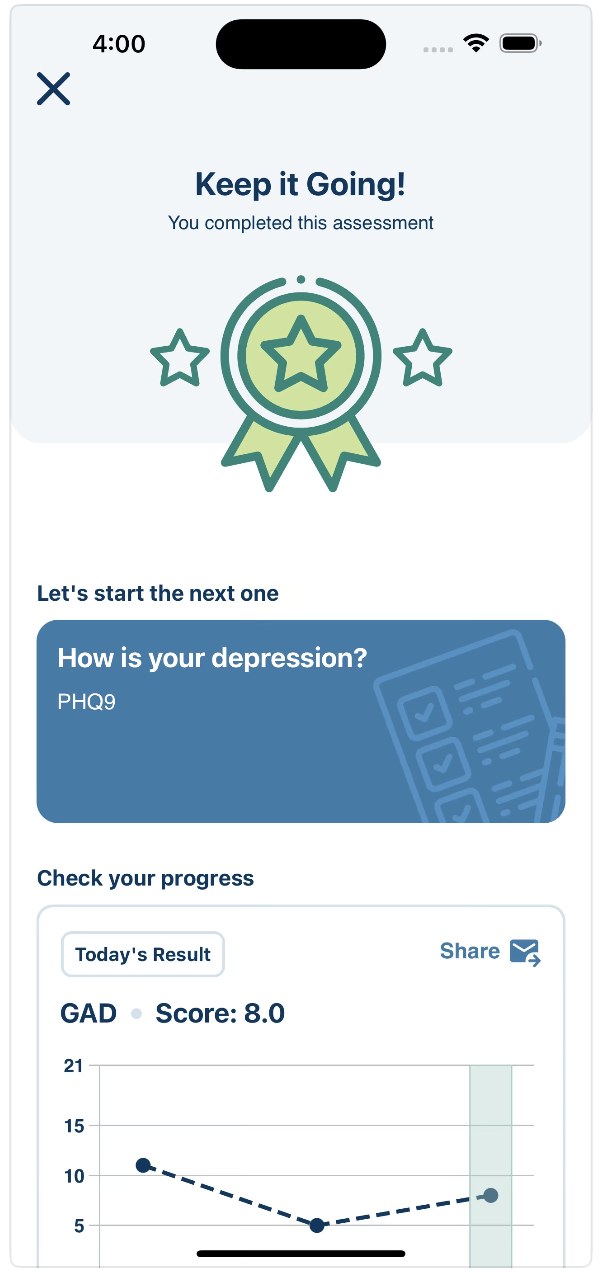 4:00
Keep it Going!
You completed this assessment
Let's start the next one
How is your depression?
PHQ9
Check your progress
Today's Result
Share
GAD Score: 8.0
21
15
10
5